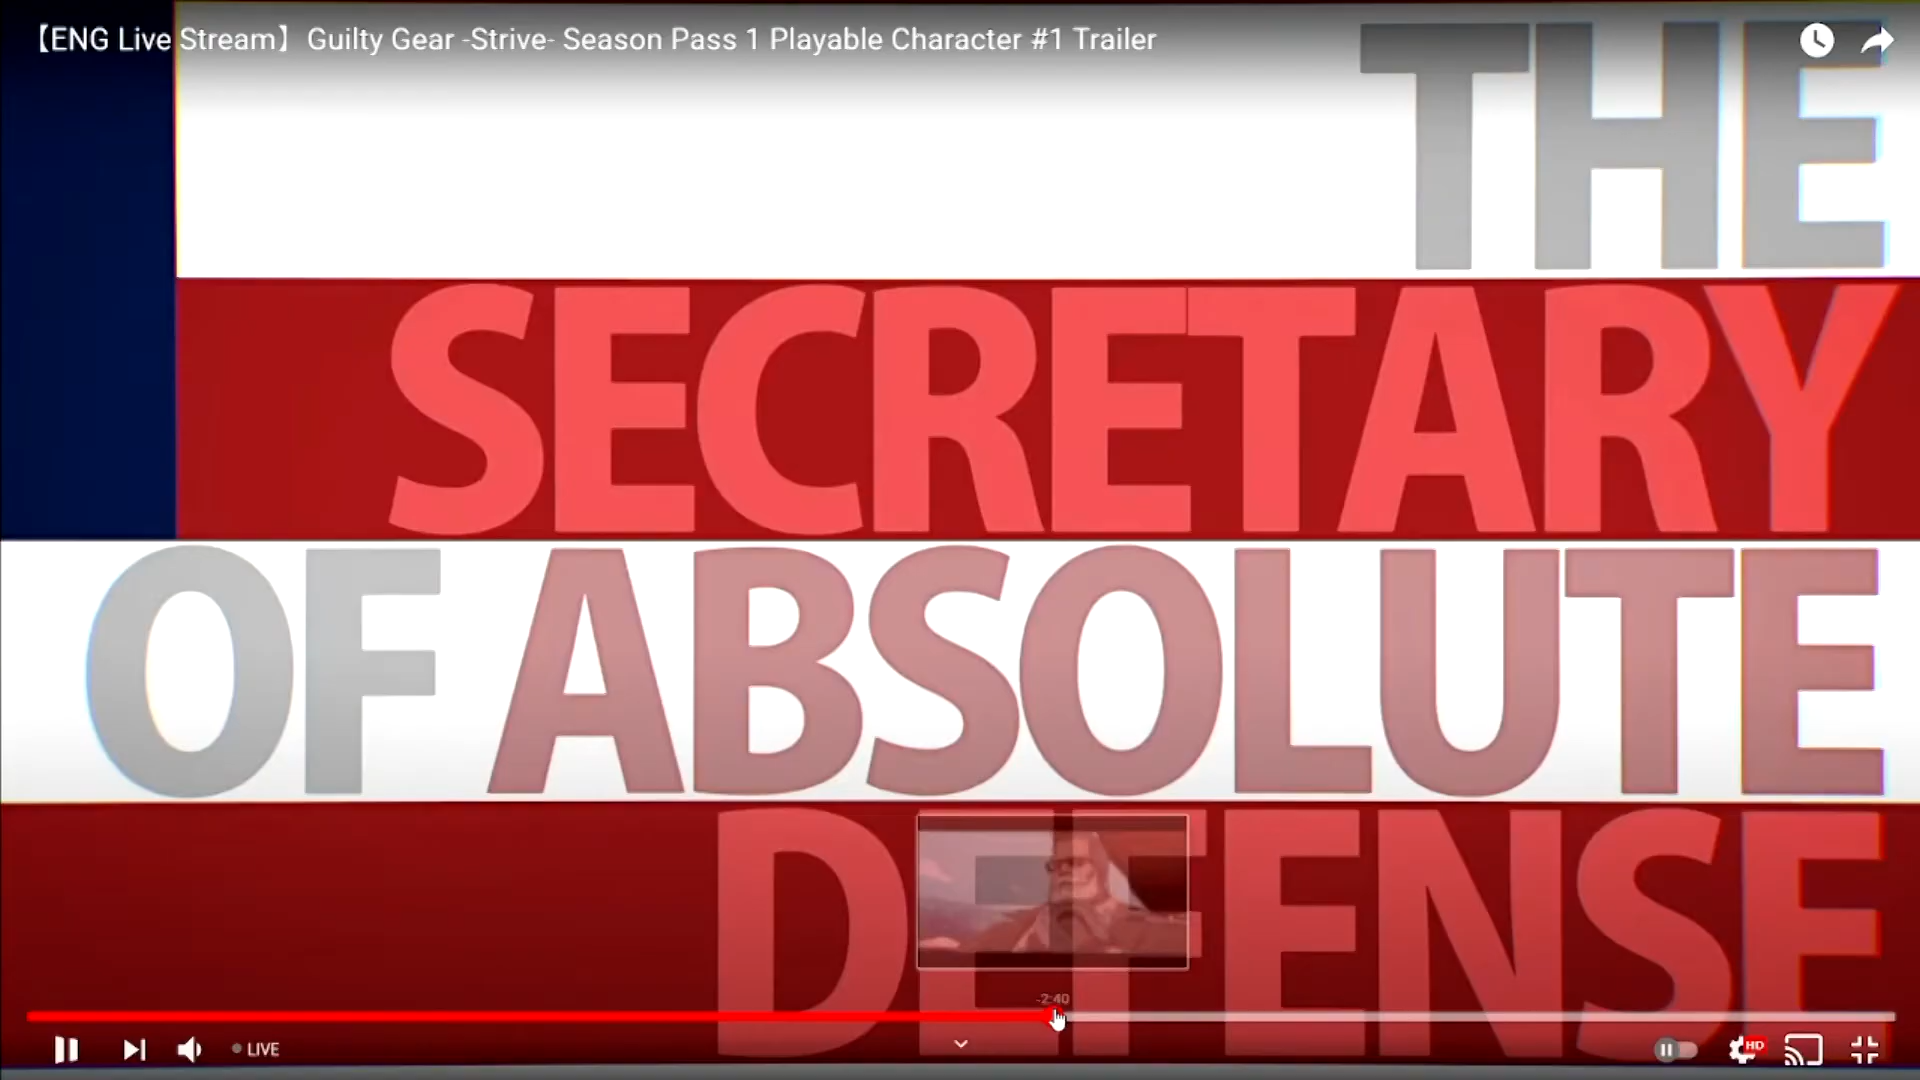 【ENG Live Stream】Guilty Gear -Strive- Season Pass 1 Playable Character #1 Trailer
THE
SECRETARY
OF ABSOLUTE
DEFENSE
-2:40
LIVE
HD